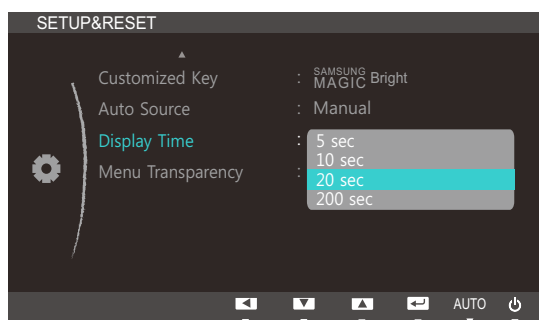 SETUP&RESET
Customized Key : SAMSUNG MAGIC Bright
Auto Source : Manual
Display Time : 5 sec
10 sec
20 sec
200 sec
Menu Transparency :
AUTO